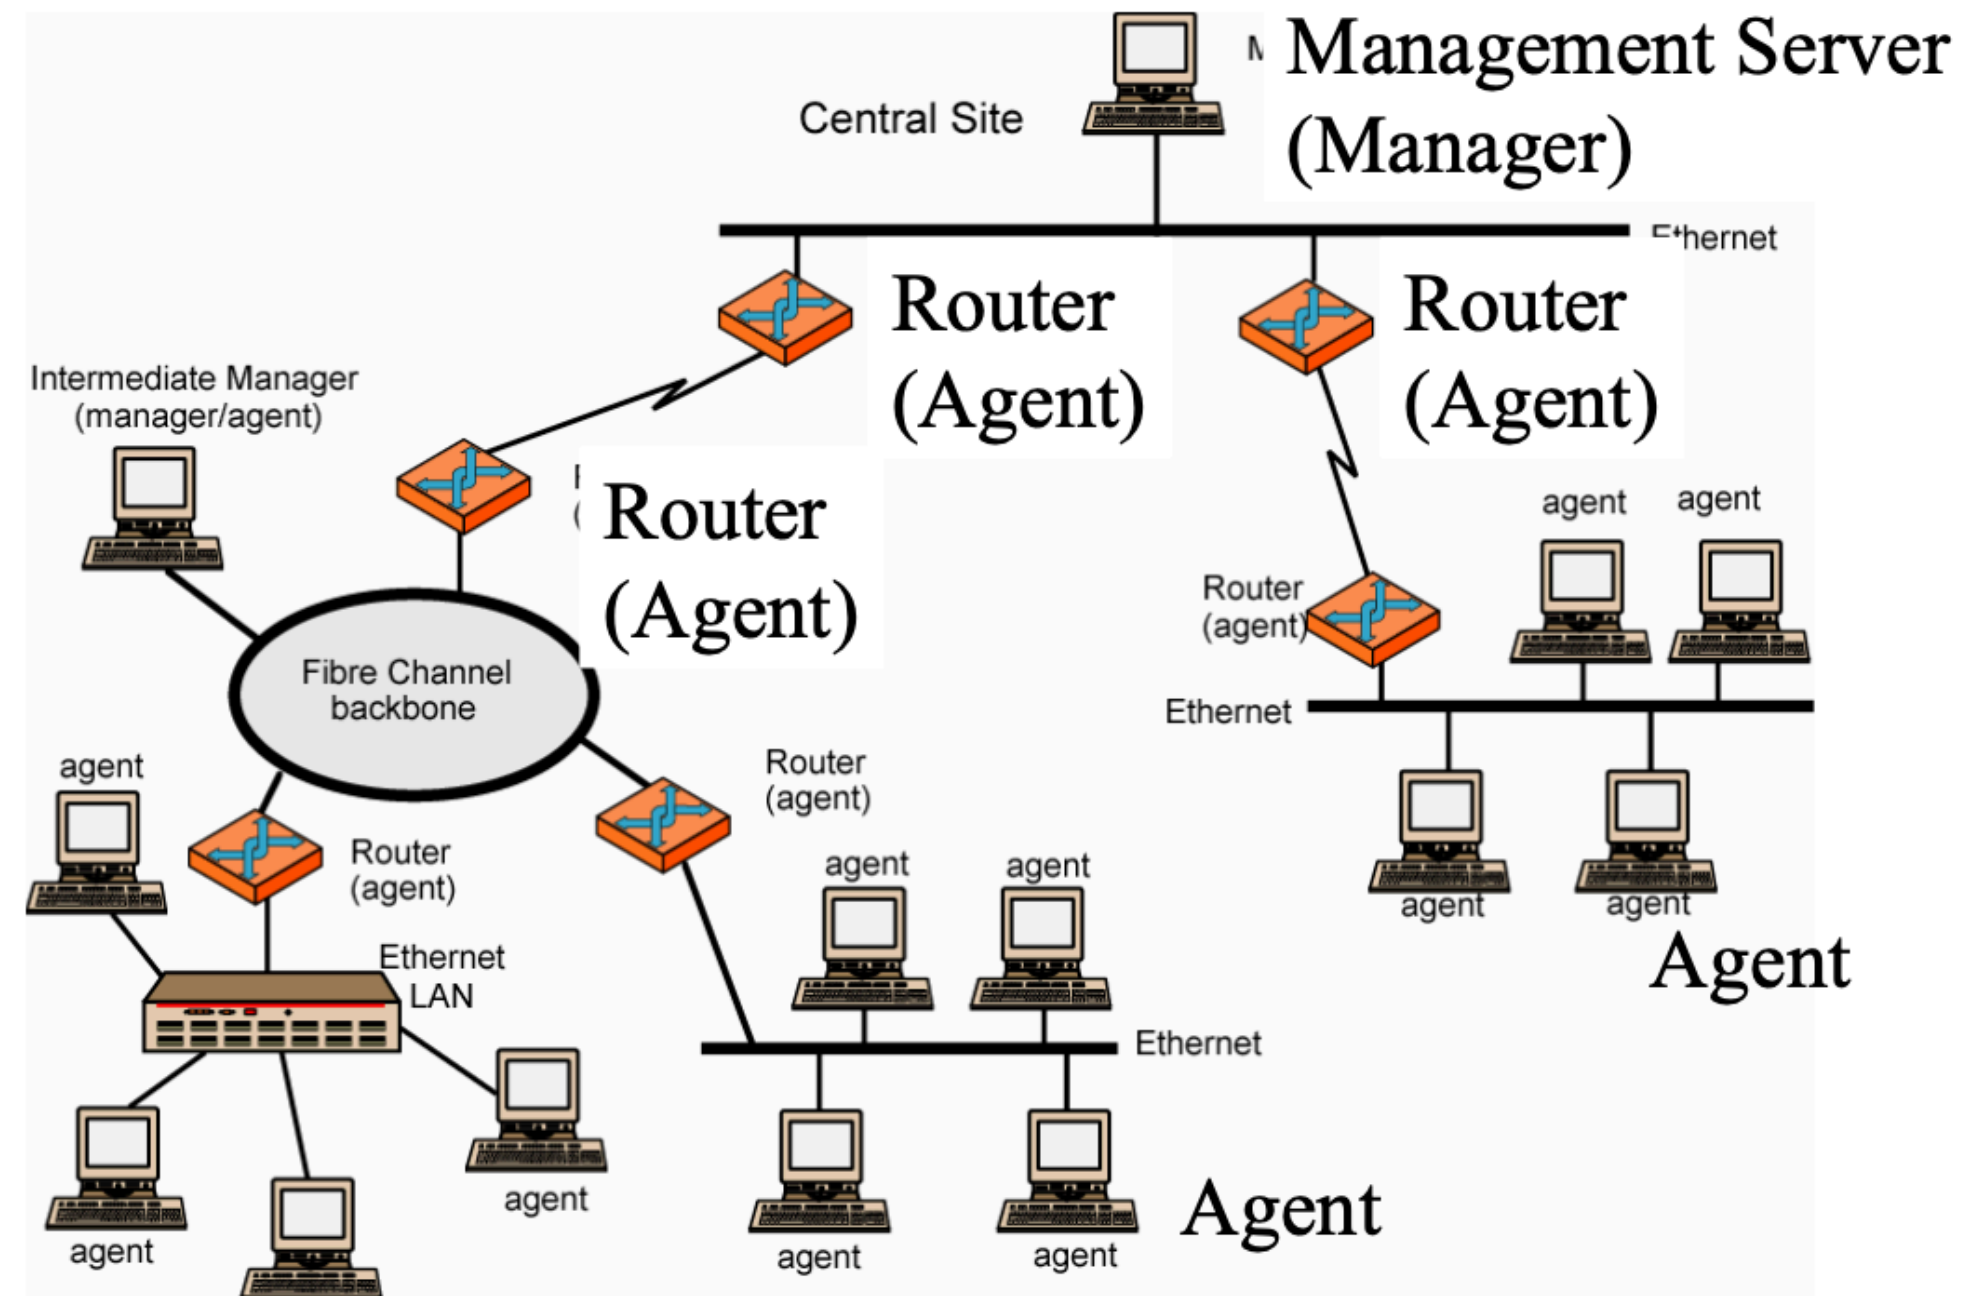 Management Server
(Manager)
Central Site
Ethernet
Router
(Agent)
Router
(Agent)
Intermediate Manager
(manager/agent)
Router
(Agent)
agent
agent
Router
(agent)
Fibre Channel
backbone
Ethernet
agent
Router
(agent)
Router
(agent)
agent
agent
agent
agent
Agent
Ethernet
LAN
Ethernet
agent
agent
agent
agent
Agent